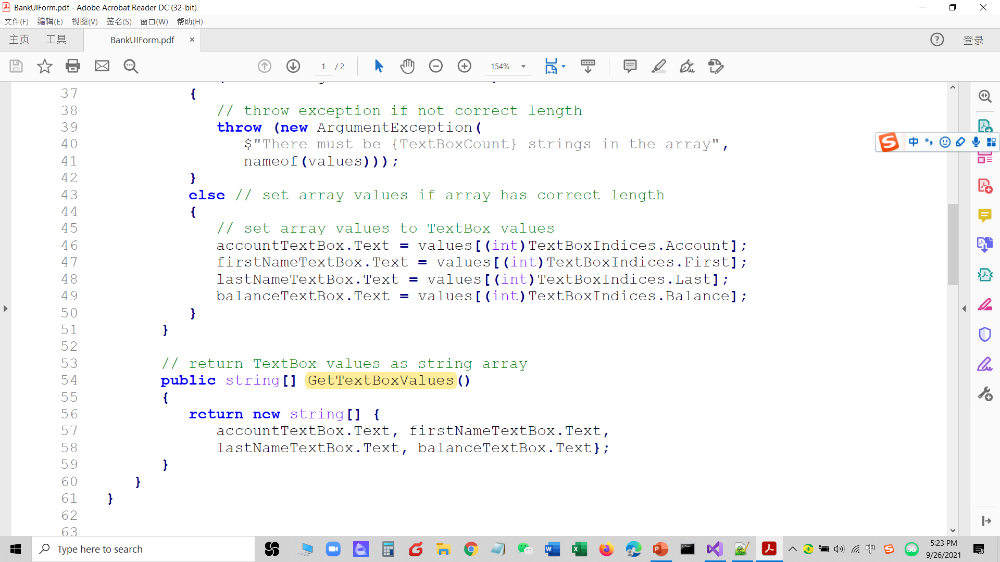 BankUIForm.pdf - Adobe Acrobat Reader DC (32-bit)
文件(F) 编辑(E) 视图(V) 签名(S) 窗口(W) 帮助(H)
主页 工具 BankUIForm.pdf × ? 登录
1 / 2 154%
37 {
38 // throw exception if not correct length
39 throw (new ArgumentException(
40 $"There must be {TextBoxCount} strings in the array",
41 nameof(values)));
42 }
43 else // set array values if array has correct length
44 {
45 // set array values to TextBox values
46 accountTextBox.Text = values[(int)TextBoxIndices.Account];
47 firstNameTextBox.Text = values[(int)TextBoxIndices.First];
48 lastNameTextBox.Text = values[(int)TextBoxIndices.Last];
49 balanceTextBox.Text = values[(int)TextBoxIndices.Balance];
50 }
51 }
52
53 // return TextBox values as string array
54 public string[] GetTextBoxValues()
55 {
56 return new string[] {
57 accountTextBox.Text, firstNameTextBox.Text,
58 lastNameTextBox.Text, balanceTextBox.Text};
59 }
60 }
61 }
62
63
中
Type here to search
中 36 5:23 PM
9/26/2021